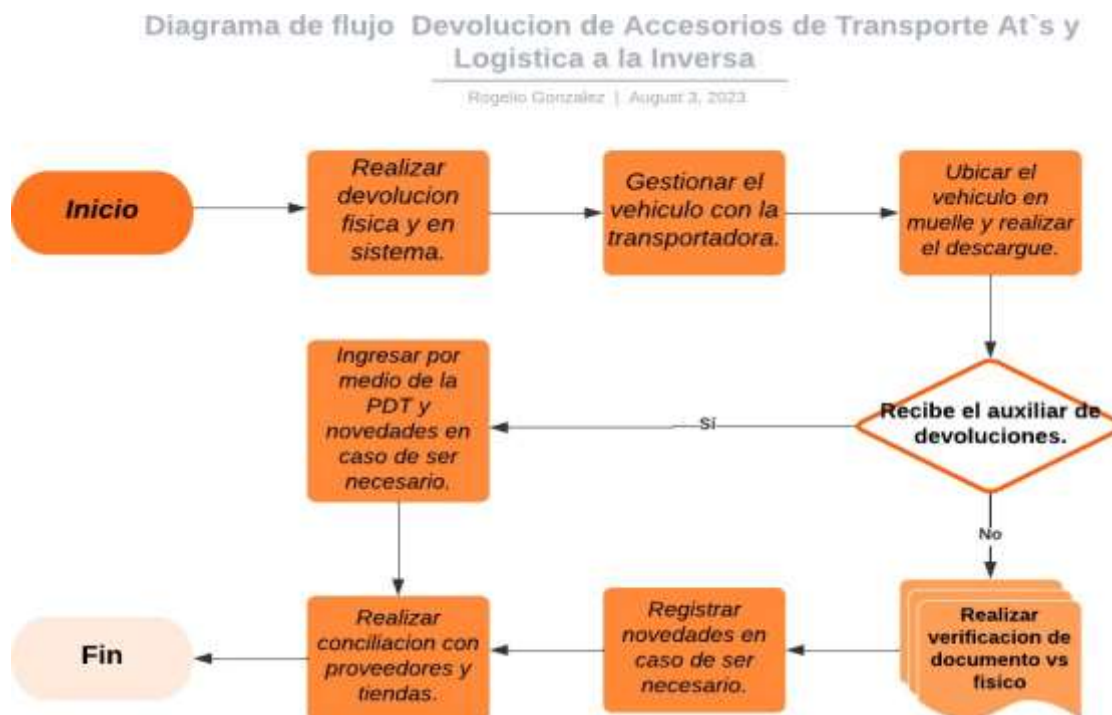 Diagrama de flujo  Devolucion de Accesorios de Transporte At`s y
Logistica a la Inversa
Rogelio Gonzalez | August 3, 2023
Inicio
Realizar
devolucion
fisica y en
sistema.
Gestionar el
vehiculo con la
transportadora.
Ubicar el
vehiculo en
muelle y realizar
el descargue.
Recibe el auxiliar de
devoluciones.
Sí
Ingresar por
medio de la
PDT y
novedades en
caso de ser
necesario.
No
Realizar
verificacion de
documento vs
fisico
Registrar
novedades en
caso de ser
necesario.
Realizar
conciliacion con
proveedores y
tiendas.
Fin